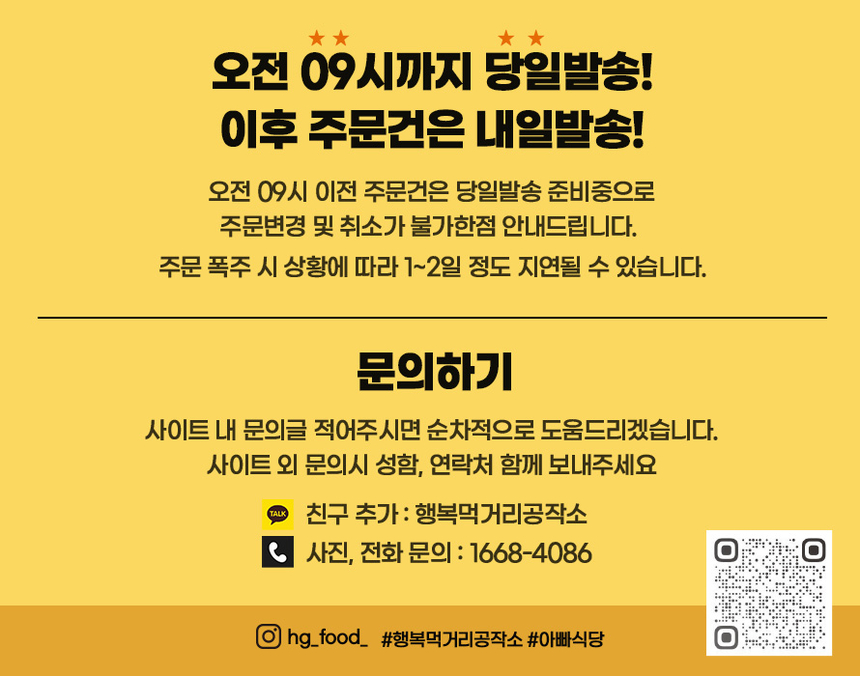 오전 09시까지 당일발송!
이후 주문건은 내일발송!
오전 09시 이전 주문건은 당일발송 준비중으로
주문변경 및 취소가 불가한점 안내드립니다.
주문 폭주 시 상황에 따라 1~2일 정도 지연될 수 있습니다.
문의하기
사이트 내 문의글 적어주시면 순차적으로 도움드리겠습니다.
사이트 외 문의시 성함, 연락처 함께 보내주세요
TALK 친구 추가 : 행복먹거리공작소
사진, 전화 문의 : 1668-4086
hg_food_ #행복먹거리공작소 #아빠식당